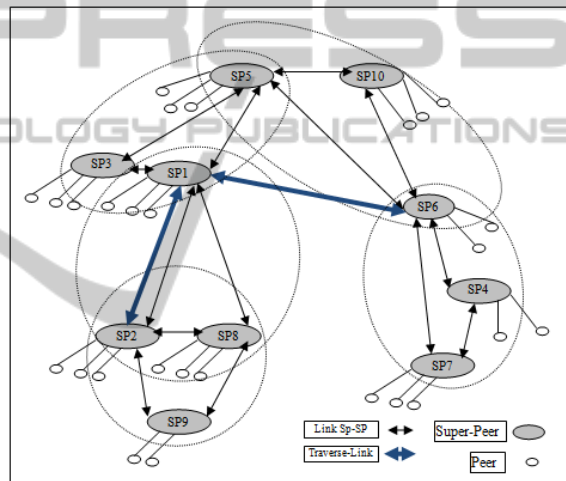 PRESS
OLOGY PUBLICATIONS
SP5
SP10
SP3
SP1
SP6
SP4
SP2
SP8
SP7
SP9
Link Sp-SP
Super-Peer
Traverse-Link
Peer